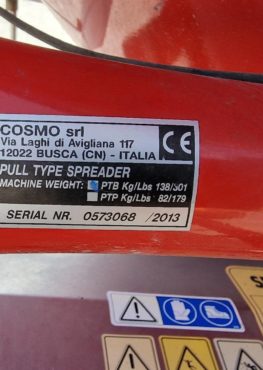 COSMO srl
Via Laghi di Avigliana 117
12022 BUSCA (CN) - ITALIA
CE
PULL TYPE SPREADER
MACHINE WEIGHT: PTB Kg/Lbs 138/301
PTP Kg/Lbs 82/179
SERIAL NR. 0573068 /2013